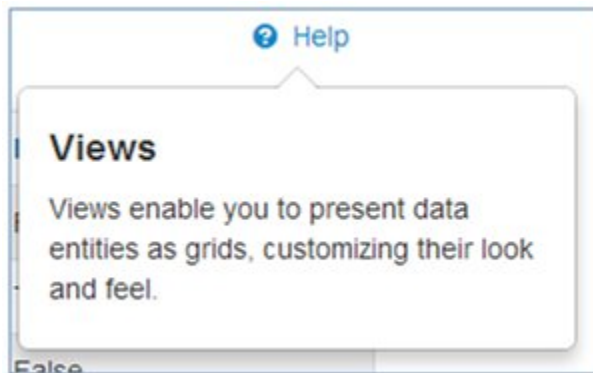 Help
Views
Views enable you to present data
entities as grids, customizing their look
and feel.
False